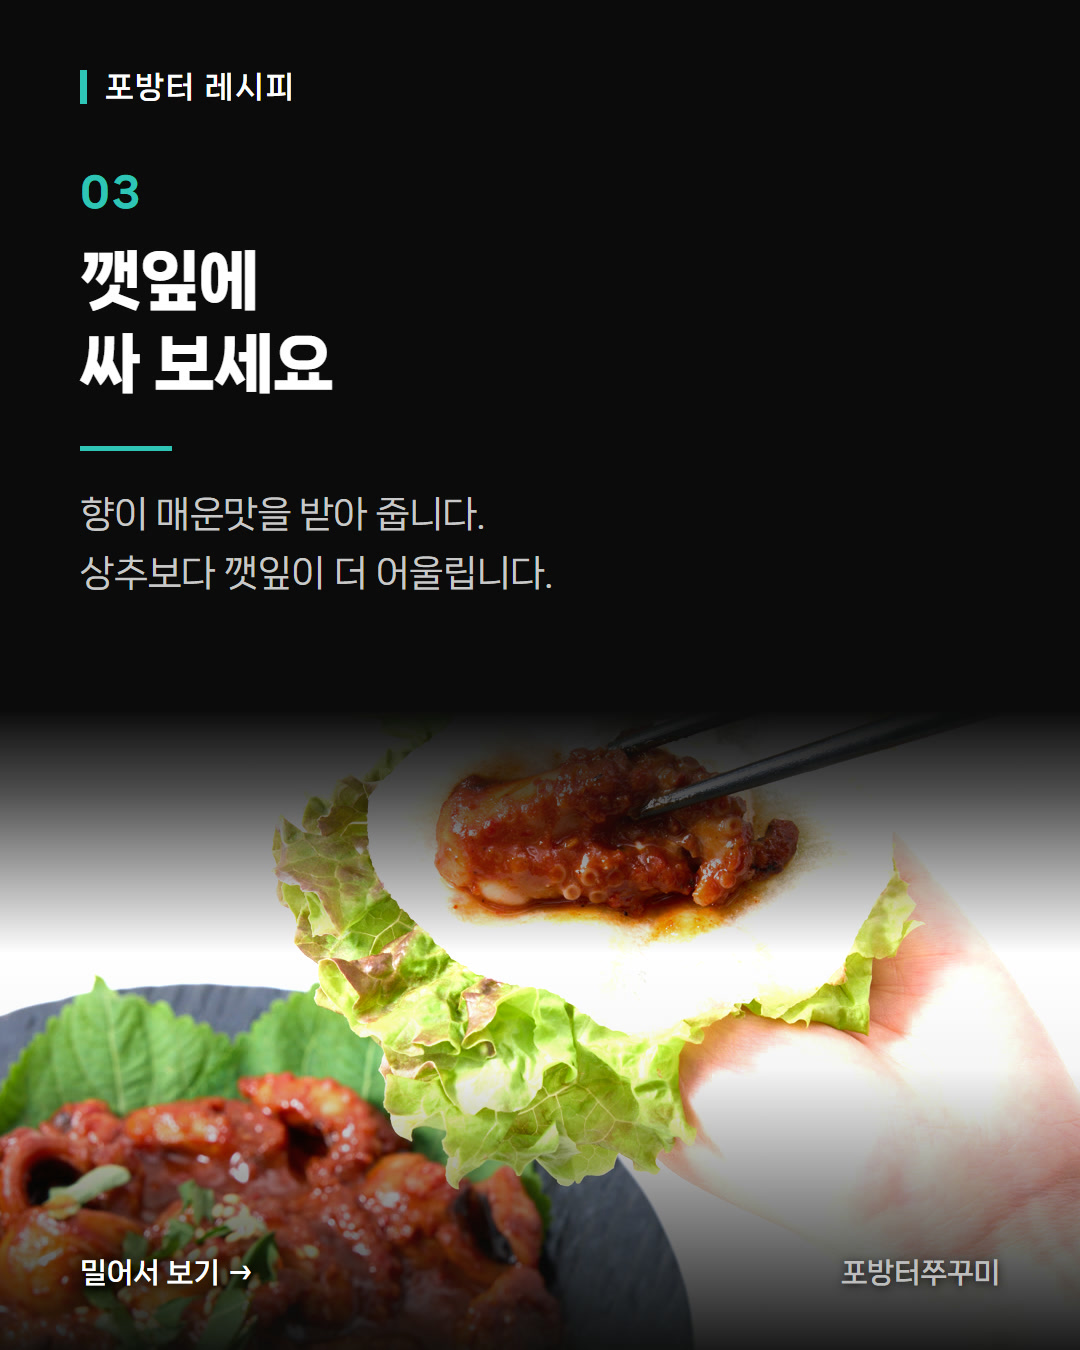 포방터 레시피
03
깻잎에
싸 보세요
향이 매운맛을 받아 줍니다.
상추보다 깻잎이 더 어울립니다.
밀어서 보기 →
포방터쭈꾸미